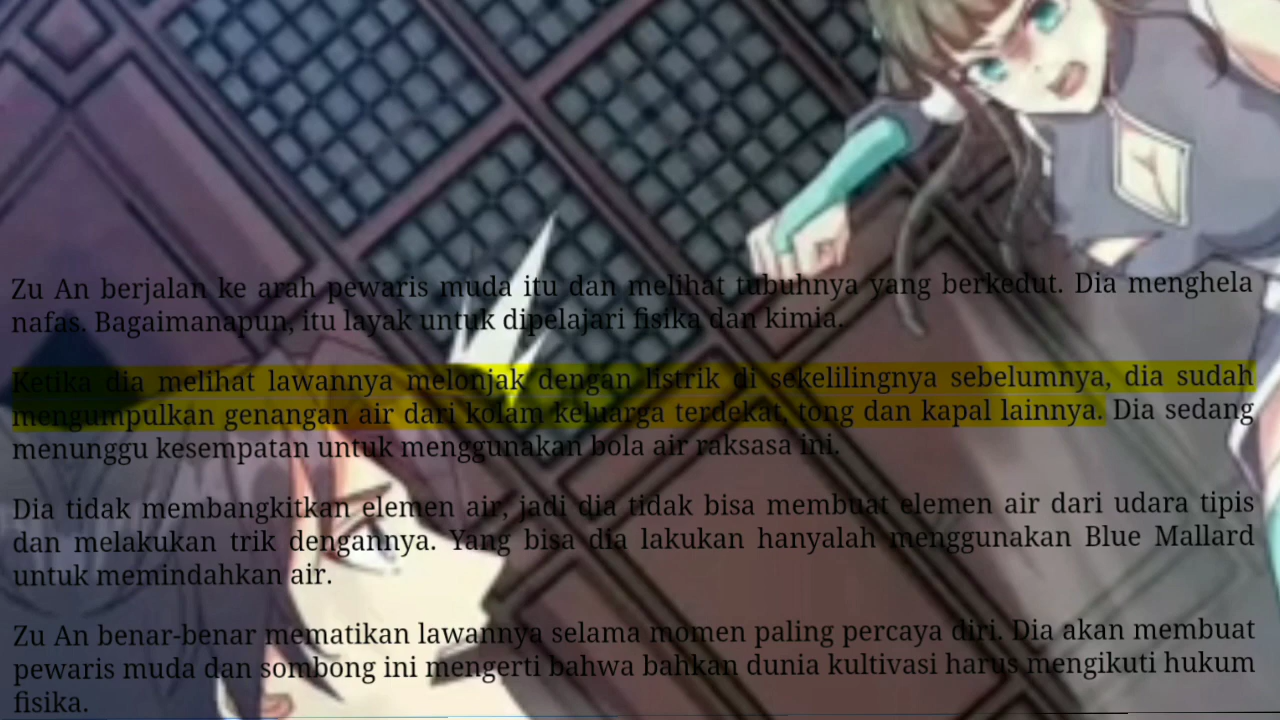 Zu An berjalan ke arah pewaris muda itu dan melihat tubuhnya yang berkedut. Dia menghela
nafas. Bagaimanapun, itu layak untuk dipelajari fisika dan kimia.
Ketika dia melihat lawannya melonjak dengan listrik di sekelilingnya sebelumnya, dia sudah
mengumpulkan genangan air dari kolam keluarga terdekat, tong dan kapal lainnya. Dia sedang
menunggu kesempatan untuk menggunakan bola air raksasa ini.
Dia tidak membangkitkan elemen air, jadi dia tidak bisa membuat elemen air dari udara tipis
dan melakukan trik dengannya. Yang bisa dia lakukan hanyalah menggunakan Blue Mallard
untuk memindahkan air.
Zu An benar-benar mematikan lawannya selama momen paling percaya diri. Dia akan membuat
pewaris muda dan sombong ini mengerti bahwa bahkan dunia kultivasi harus mengikuti hukum
fisika.